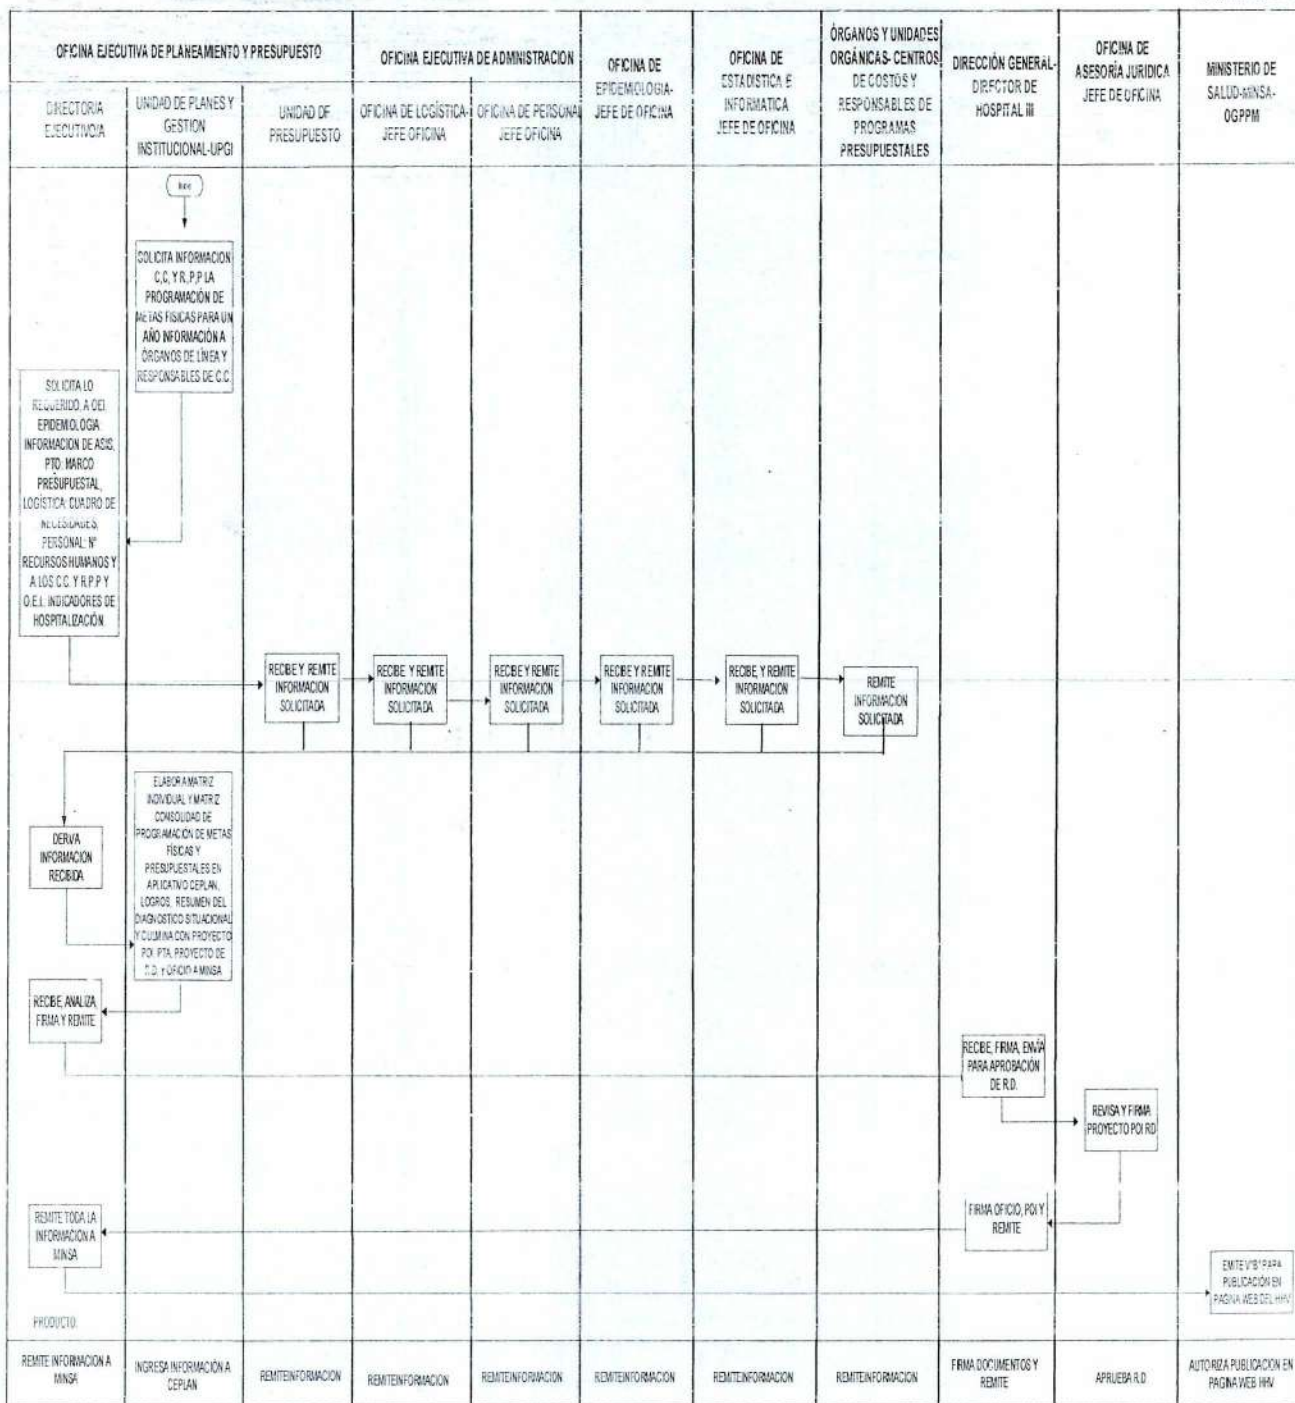 OFICINA EJECUTIVA DE PLANEAMIENTO Y PRESUPUESTO
DIRECTOR/A
EJECUTIVO/A
UNIDAD DE PLANES Y
GESTION
INSTITUCIONAL-UPGI
UNIDAD DE
PRESUPUESTO
OFICINA EJECUTIVA DE ADMINISTRACION
OFICINA DE LOGÍSTICA-
JEFE OFICINA
OFICINA DE PERSONAL
JEFE OFICINA
OFICINA DE
EPIDEMIOLOGIA-
JEFE DE OFICINA
OFICINA DE
ESTADISTICA E
INFORMATICA
JEFE DE OFICINA
ÓRGANOS Y UNIDADES
ORGÁNICAS- CENTROS
DE COSTOS Y
RESPONSABLES DE
PROGRAMAS
PRESUPUESTALES
DIRECCIÓN GENERAL-
DIRECTOR DE
HOSPITAL III
OFICINA DE
ASESORÍA JURIDICA
JEFE DE OFICINA
MINISTERIO DE
SALUD-MINSA-
OGPPM
Inicio
SOLICITA INFORMACION
C,C, Y R,P,P LA
PROGRAMACIÓN DE
METAS FISICAS PARA UN
AÑO INFORMACIÓN A
ÓRGANOS DE LÍNEA Y
RESPONSABLES DE C.C.
SOLICITA LO
REQUERIDO, A OEI
EPIDEMIOLOGIA
INFORMACION DE ASIS,
PTO: MARCO
PRESUPUESTAL,
LOGÍSTICA: CUADRO DE
NECESIDADES,
PERSONAL: Nº
RECURSOS HUMANOS Y
A LOS C.C. Y R.P.P Y
O.E.I. INDICADORES DE
HOSPITALIZACIÓN
RECIBE Y REMITE
INFORMACION
SOLICITADA
RECIBE Y REMITE
INFORMACION
SOLICITADA
RECIBE Y REMITE
INFORMACION
SOLICITADA
RECIBE Y REMITE
INFORMACION
SOLICITADA
RECIBE, Y REMITE
INFORMACION
SOLICITADA
REMITE
INFORMACIÓN
SOLICITADA
DERIVA
INFORMACION
RECIBIDA
ELABORA MATRIZ
INDIVIDUAL Y MATRIZ
CONSOLIDAD DE
PROGRAMACIÓN DE METAS
FÍSICAS Y
PRESUPUESTALES EN
APLICATIVO CEPLAN,
LOGROS, RESUMEN DEL
DIAGNOSTICO SITUACIONAL
Y CULMINA CON PROYECTO
POI, PTA, PROYECTO DE
R.D. Y OFICIO A MINSA
RECIBE, ANALIZA
FIRMA Y REMITE
RECIBE, FIRMA, ENVÍA
PARA APROBACIÓN
DE R.D.
REVISA Y FIRMA
PROYECTO POI RD
FIRMA OFICIO, POI Y
REMITE
REMITE TODA LA
INFORMACION A
MINSA
EMITE VºBº PARA
PUBLICACIÓN EN
PAGINA WEB DEL HHV
PRODUCTO:
REMITE INFORMACION A
MINSA
INGRESA INFORMACIÓN A
CEPLAN
REMITEINFORMACION
REMITEINFORMACION
REMITEINFORMACION
REMITEINFORMACION
REMITEINFORMACION
REMITEINFORMACION
FIRMA DOCUMENTOS Y
REMITE
APRUEBA R.D
AUTORIZA PUBLICACION EN
PAGINA WEB HHV